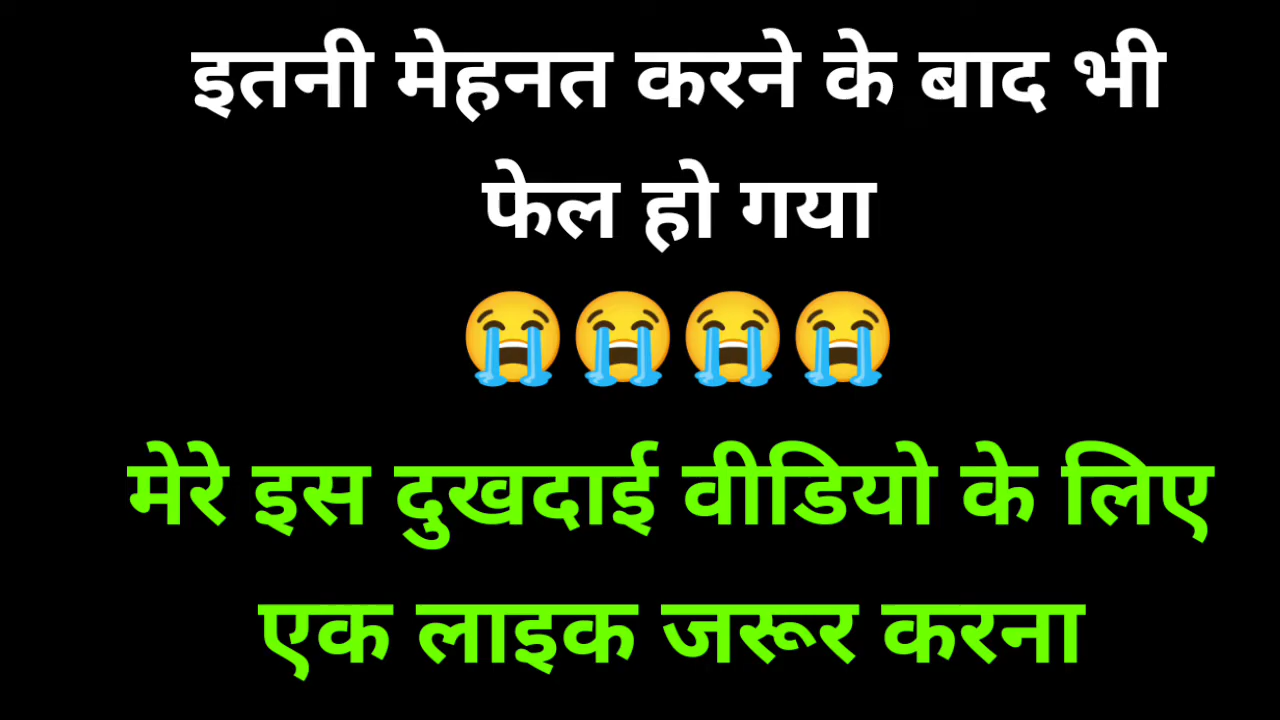 इतनी मेहनत करने के बाद भी
फेल हो गया
😭😭😭😭
मेरे इस दुखदाई वीडियो के लिए
एक लाइक जरूर करना